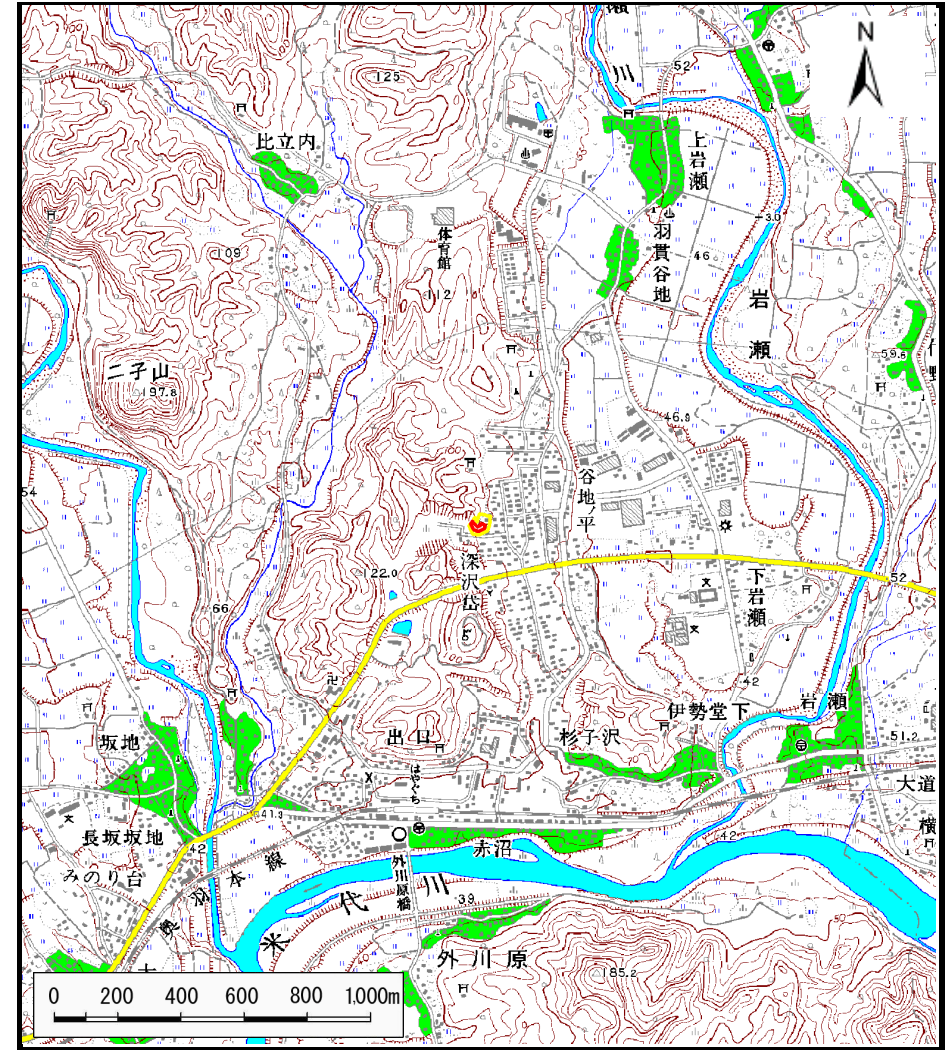 瀬
川
N
52
125
比立内
上岩瀬
体育館
羽貫谷地
3.0
46
109
岩瀬
112
二子山
197.8
59.6
46.9
谷地ノ平
54
深沢岱
122.0
下岩瀬
52
66
42
岩瀬
伊勢堂下
坂地
出口
杉子沢
51.2
はやぐち
大道
41.3
42
42
長坂坂地
赤沼
横
みのり台
外川原橋
奥羽本線
39
米代川
外川原
185.2
0 200 400 600 800 1,000m